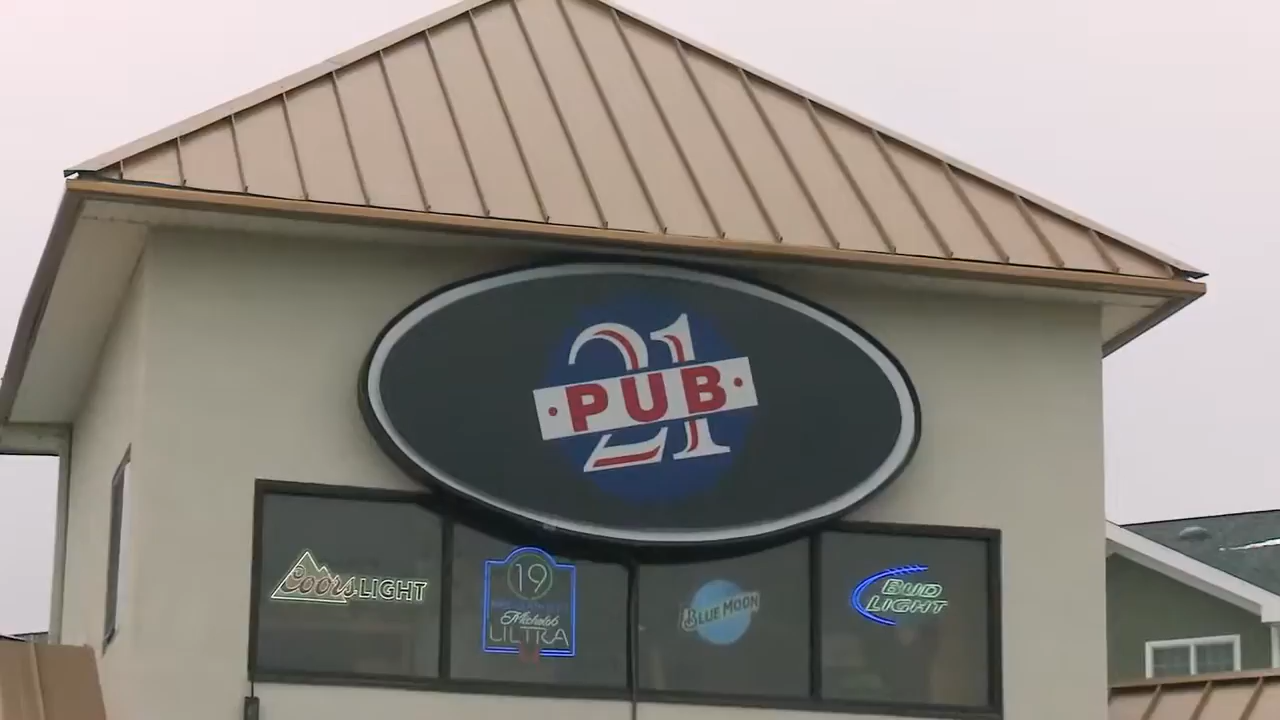 21
·PUB·
Coors LIGHT
19
Michelob
ULTRA
BLUE MOON
BUD
LIGHT